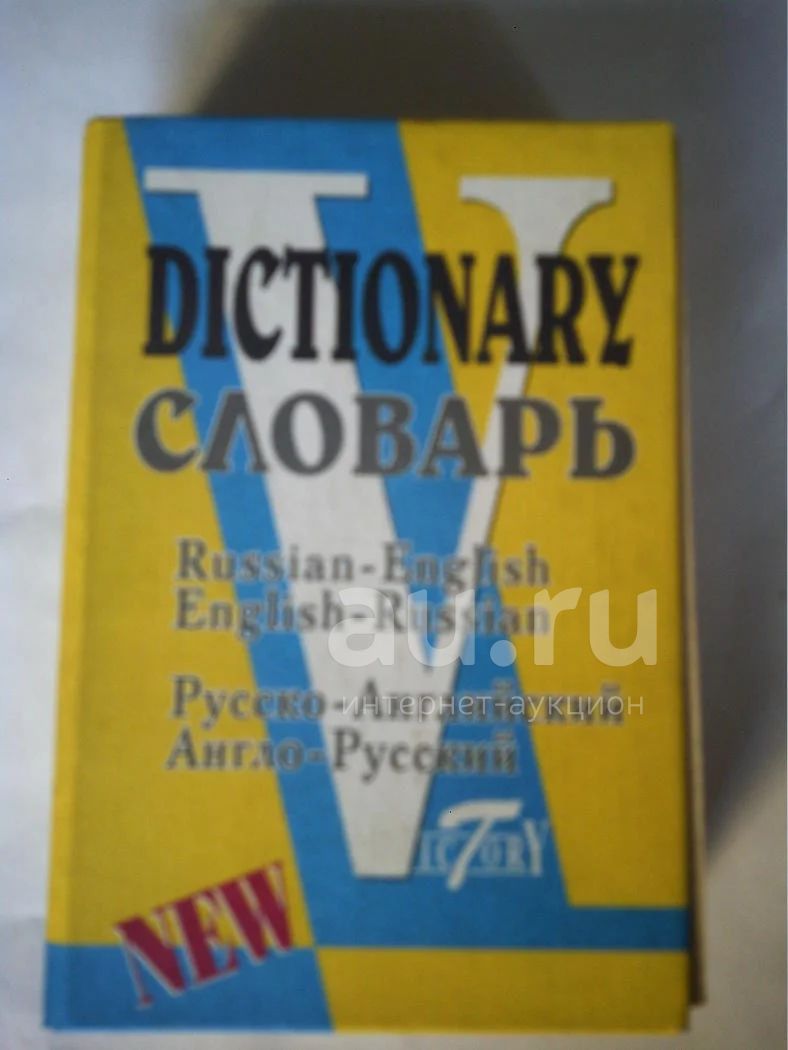 DICTIONARY
СЛОВАРЬ
Russian-English
English-Russian
au.ru
Русско-Английский
интернет-аукцион
Англо-Русский
VICTORY
NEW